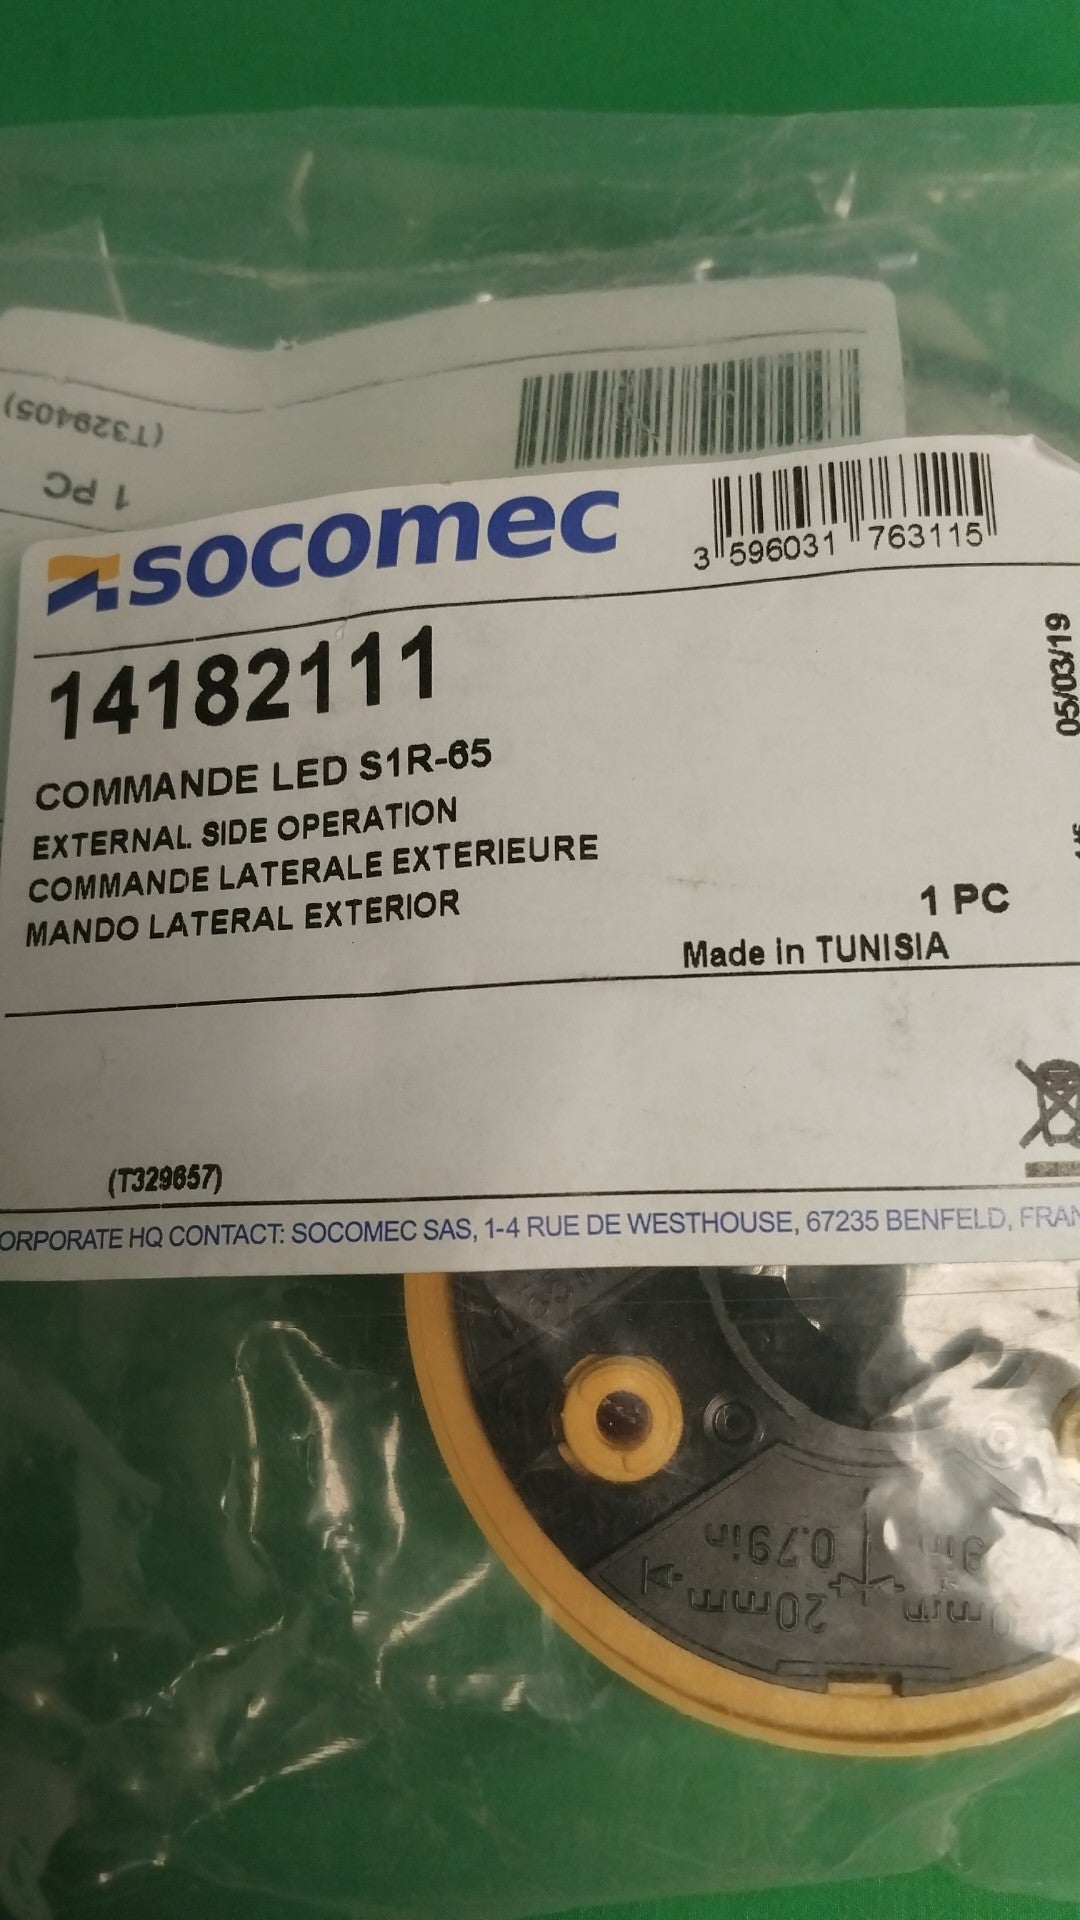 (T329405)
1 PC
socomec
3 596031 763115
14182111
05/03/19
COMMANDE LED S1R-65
EXTERNAL SIDE OPERATION
COMMANDE LATERALE EXTERIEURE
MANDO LATERAL EXTERIOR
1 PC
Made in TUNISIA
(T329657)
ORPORATE HQ CONTACT: SOCOMEC SAS, 1-4 RUE DE WESTHOUSE, 67235 BENFELD, FRAN
0.79in
20mm